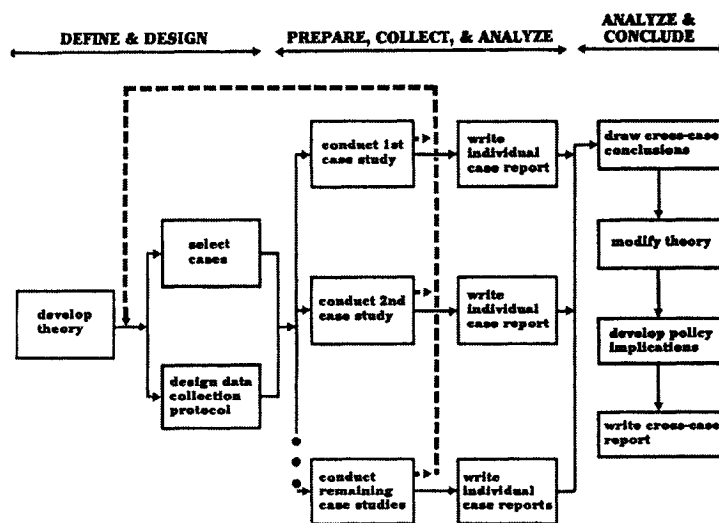 DEFINE & DESIGN
PREPARE, COLLECT, & ANALYZE
ANALYZE &
CONCLUDE
develop
theory
select
cases
design data
collection
protocol
conduct 1st
case study
write
individual
case report
conduct 2nd
case study
write
individual
case report
conduct
remaining
case studies
write
individual
case reports
draw cross-case
conclusions
modify theory
develop policy
implications
write cross-case
report